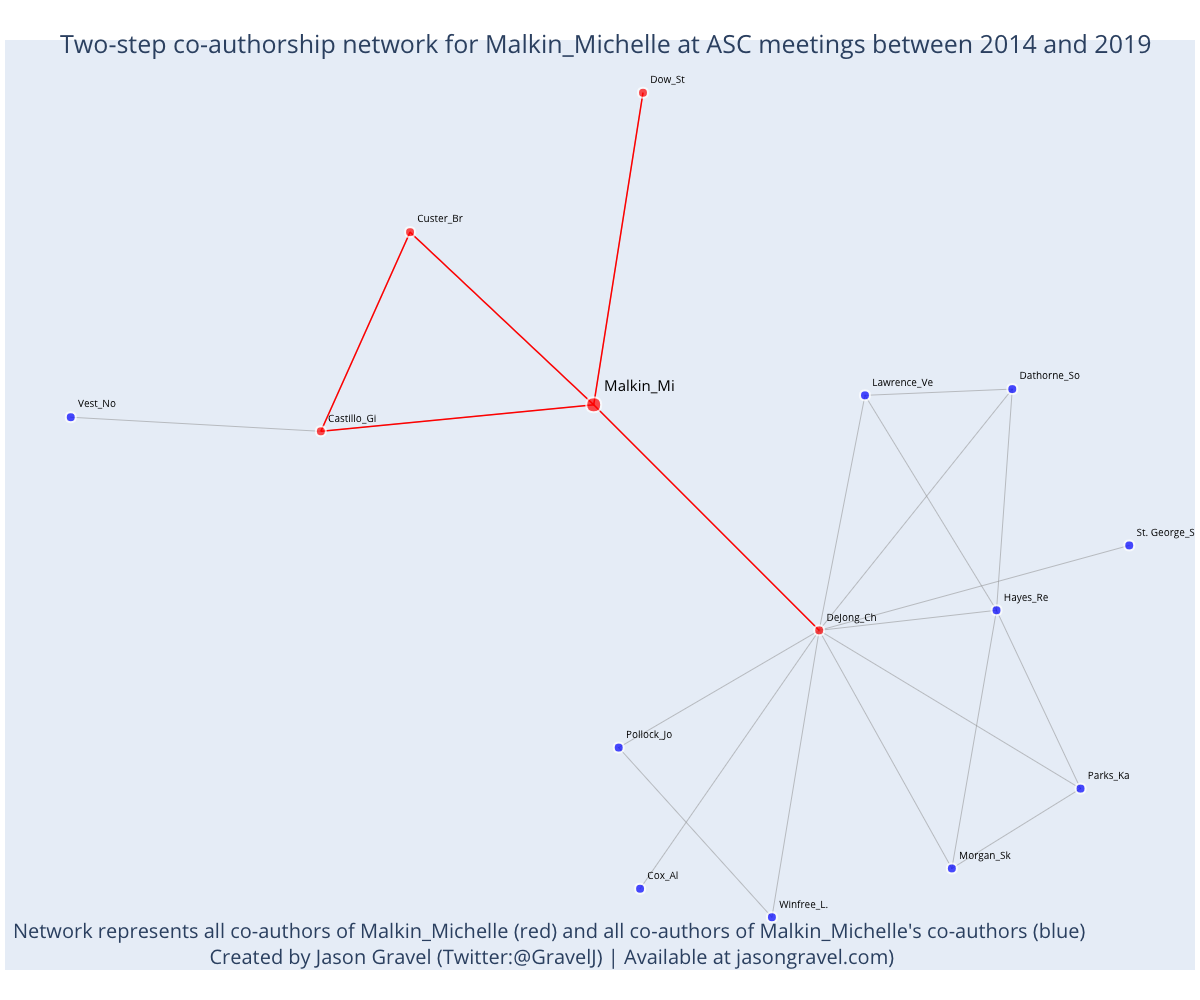 Two-step co-authorship network for Malkin_Michelle at ASC meetings between 2014 and 2019
Dow_St
Custer_Br
Malkin_Mi
Dathorne_So
Lawrence_Ve
Vest_No
Castillo_Gi
St. George_S
Hayes_Re
DeJong_Ch
Pollock_Jo
Parks_Ka
Morgan_Sk
Cox_Al
Winfree_L.
Network represents all co-authors of Malkin_Michelle (red) and all co-authors of Malkin_Michelle's co-authors (blue)
Created by Jason Gravel (Twitter:@GravelJ) | Available at jasongravel.com)